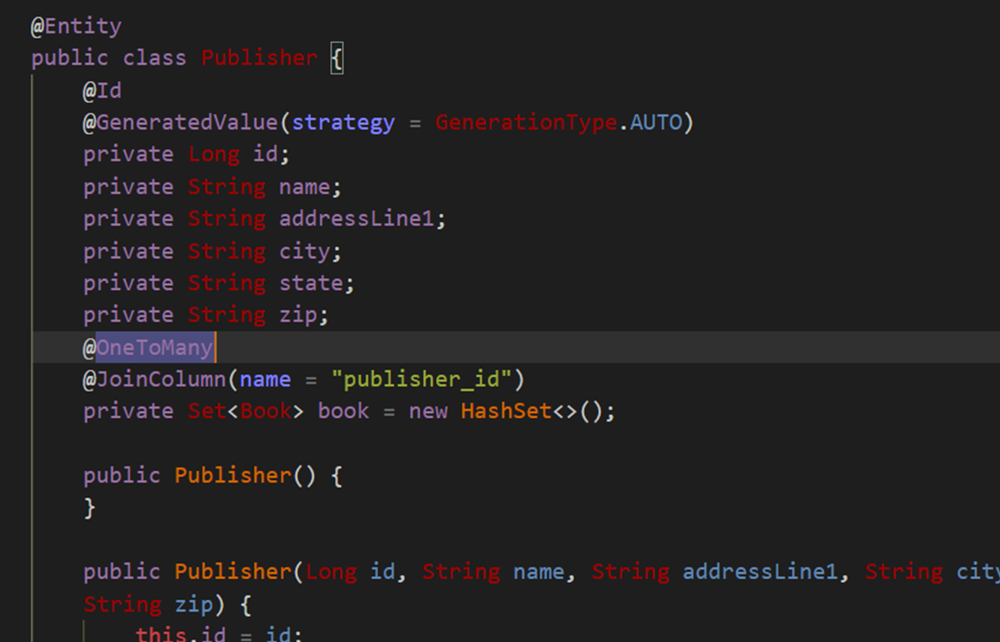 @Entity
public class Publisher {
@Id
@GeneratedValue(strategy = GenerationType.AUTO)
private Long id;
private String name;
private String addressLine1;
private String city;
private String state;
private String zip;
@OneToMany
@JoinColumn(name = "publisher_id")
private Set<Book> book = new HashSet<>();
public Publisher() {
}
public Publisher(Long id, String name, String addressLine1, String city
String zip) {
this.id = id;